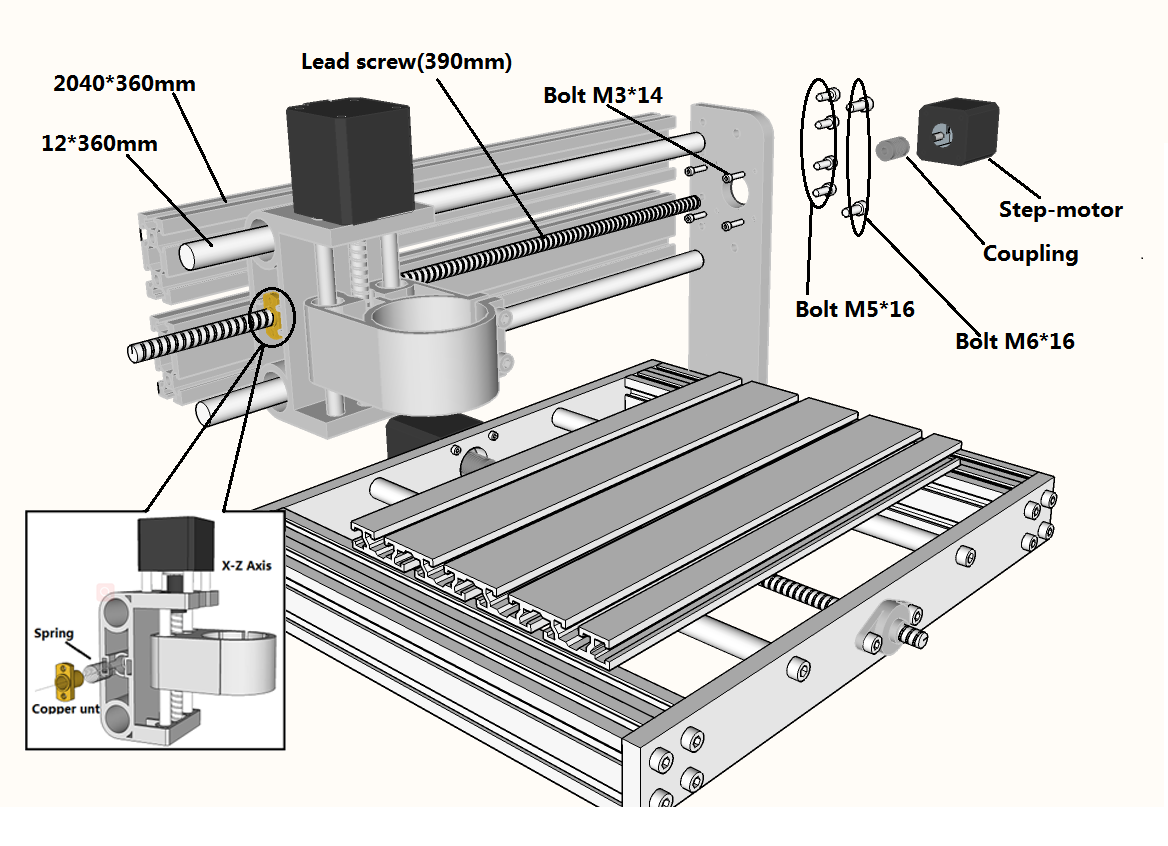 Lead screw(390mm)
2040*360mm
Bolt M3*14
12*360mm
Step-motor
Coupling
Bolt M5*16
Bolt M6*16
X-Z Axis
Spring
Copper unt